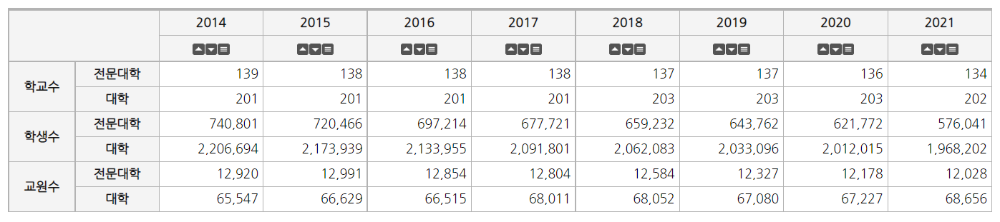 2014 2015 2016 2017 2018 2019 2020 2021
학교수 전문대학 139 138 138 138 137 137 136 134
대학 201 201 201 201 203 203 203 202
학생수 전문대학 740,801 720,466 697,214 677,721 659,232 643,762 621,772 576,041
대학 2,206,694 2,173,939 2,133,955 2,091,801 2,062,083 2,033,096 2,012,015 1,968,202
교원수 전문대학 12,920 12,991 12,854 12,804 12,584 12,327 12,178 12,028
대학 65,547 66,629 66,515 68,011 68,052 67,080 67,227 68,656